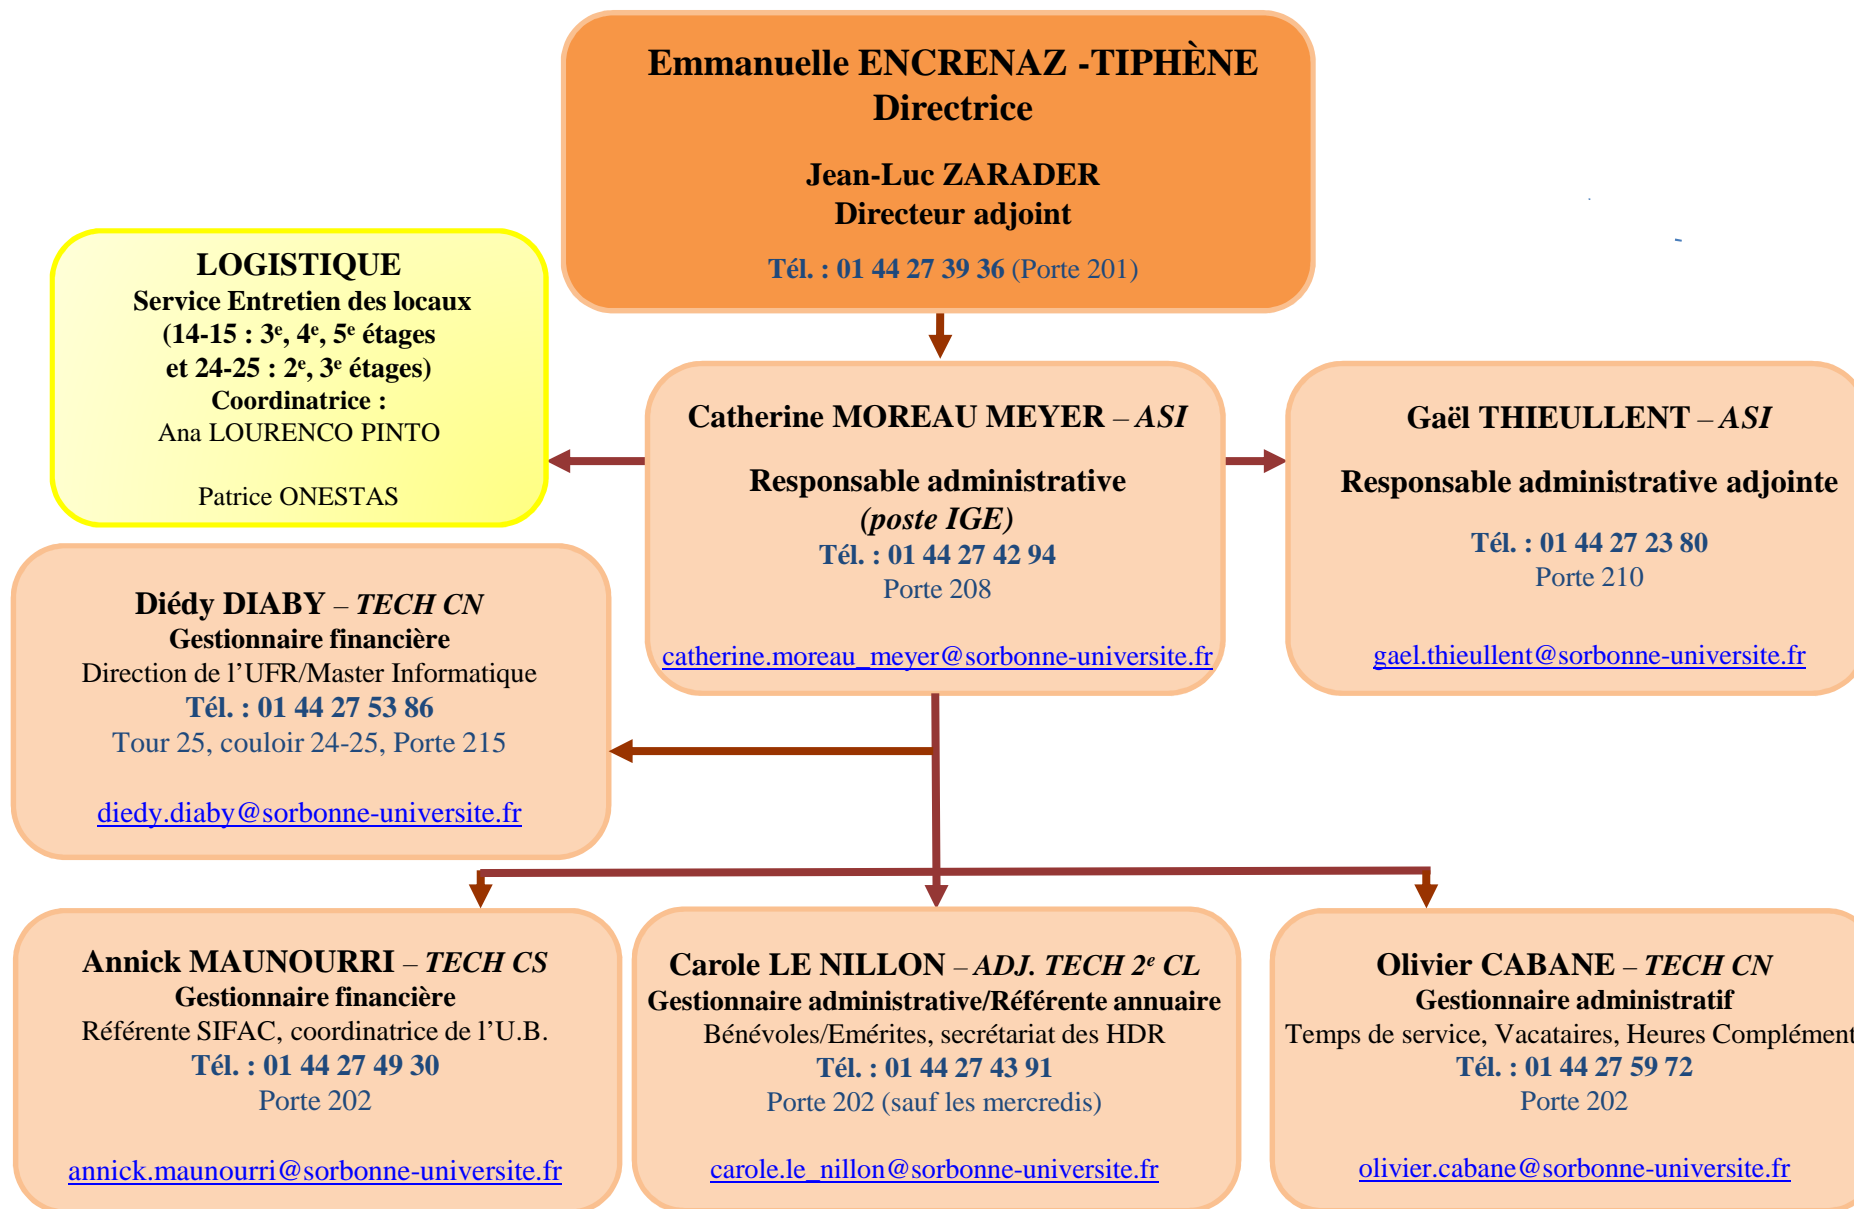 Emmanuelle ENCRENAZ -TIPHÈNE
Directrice
Jean-Luc ZARADER
Directeur adjoint
Tél. : 01 44 27 39 36 (Porte 201)
LOGISTIQUE
Service Entretien des locaux
(14-15 : 3e, 4e, 5e étages
et 24-25 : 2e, 3e étages)
Coordinatrice :
Ana LOURENCO PINTO
Patrice ONESTAS
Catherine MOREAU MEYER – ASI
Responsable administrative
(poste IGE)
Tél. : 01 44 27 42 94
Porte 208
catherine.moreau_meyer@sorbonne-universite.fr
Gaël THIEULLENT – ASI
Responsable administrative adjointe
Tél. : 01 44 27 23 80
Porte 210
gael.thieullent@sorbonne-universite.fr
Diédy DIABY – TECH CN
Gestionnaire financière
Direction de l’UFR/Master Informatique
Tél. : 01 44 27 53 86
Tour 25, couloir 24-25, Porte 215
diedy.diaby@sorbonne-universite.fr
Annick MAUNOURRI – TECH CS
Gestionnaire financière
Référente SIFAC, coordinatrice de l’U.B.
Tél. : 01 44 27 49 30
Porte 202
annick.maunourri@sorbonne-universite.fr
Carole LE NILLON – ADJ. TECH 2e CL
Gestionnaire administrative/Référente annuaire
Bénévoles/Emérites, secrétariat des HDR
Tél. : 01 44 27 43 91
Porte 202 (sauf les mercredis)
carole.le_nillon@sorbonne-universite.fr
Olivier CABANE – TECH CN
Gestionnaire administratif
Temps de service, Vacataires, Heures Complément
Tél. : 01 44 27 59 72
Porte 202
olivier.cabane@sorbonne-universite.fr